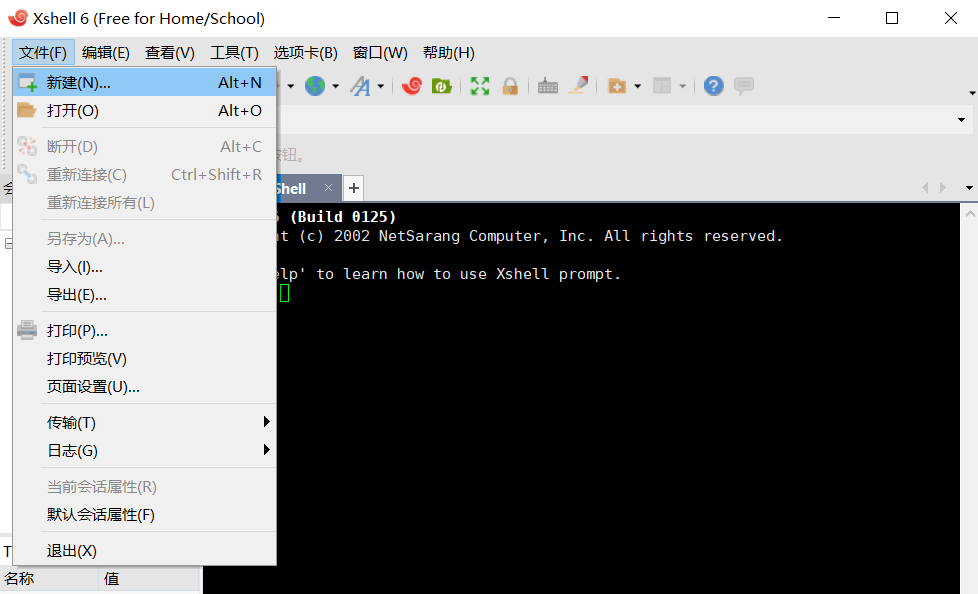 Xshell 6 (Free for Home/School)
文件(F) 编辑(E) 查看(V) 工具(T) 选项卡(B) 窗口(W) 帮助(H)
新建(N)... Alt+N
打开(O) Alt+O
断开(D) Alt+C
钮。
重新连接(C) Ctrl+Shift+R
重新连接所有(L)
hell × +
(Build 0125)
另存为(A)...
(c) 2002 NetSarang Computer, Inc. All rights reserved.
导入(I)...
elp' to learn how to use Xshell prompt.
导出(E)...
打印(P)...
打印预览(V)
页面设置(U)...
传输(T)
日志(G)
当前会话属性(R)
默认会话属性(F)
退出(X)
名称 值